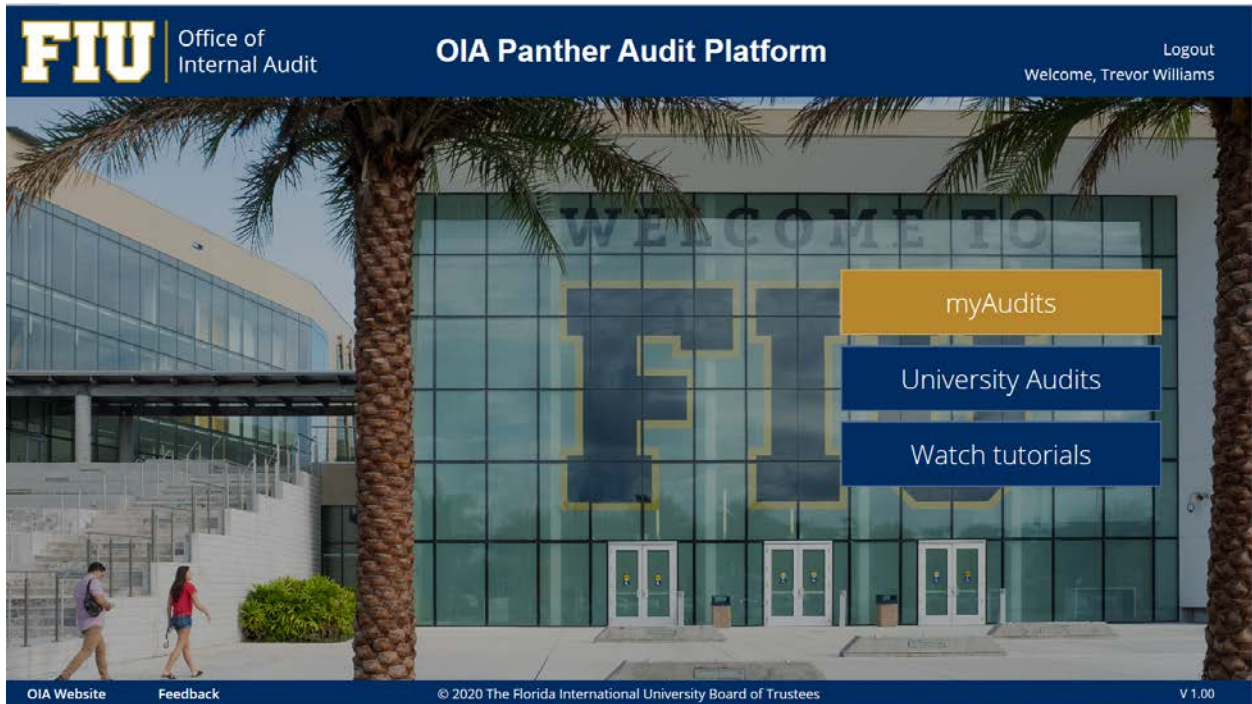 FIU
Office of
Internal Audit
OIA Panther Audit Platform
Logout
Welcome, Trevor Williams
WELCOME TO
FIU
myAudits
University Audits
Watch tutorials
OIA Website Feedback © 2020 The Florida International University Board of Trustees V 1.00